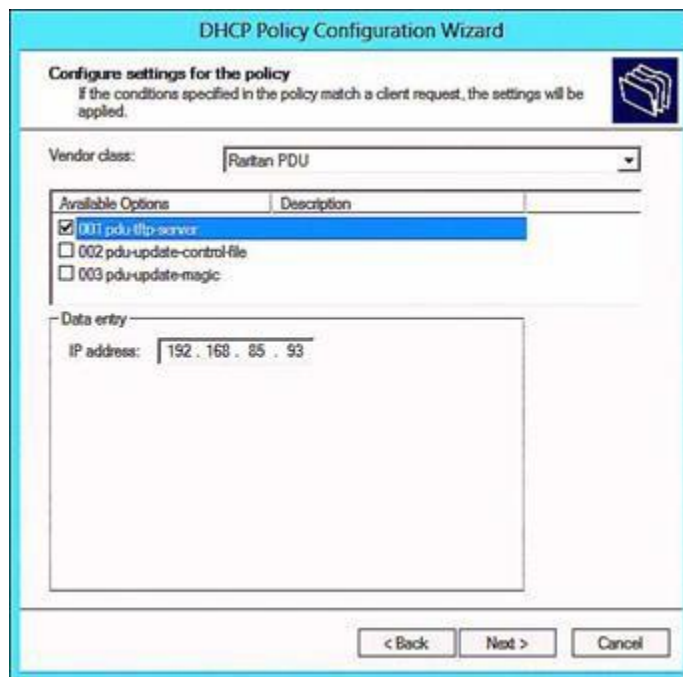 DHCP Policy Configuration Wizard
Configure settings for the policy
If the conditions specified in the policy match a client request, the settings will be
applied.
Vendor class: Raritan PDU
Available Options Description
001 pdu-tftp-server
002 pdu-update-control-file
003 pdu-update-magic
Data entry
IP address: 192 . 168 . 85 . 93
< Back Next > Cancel